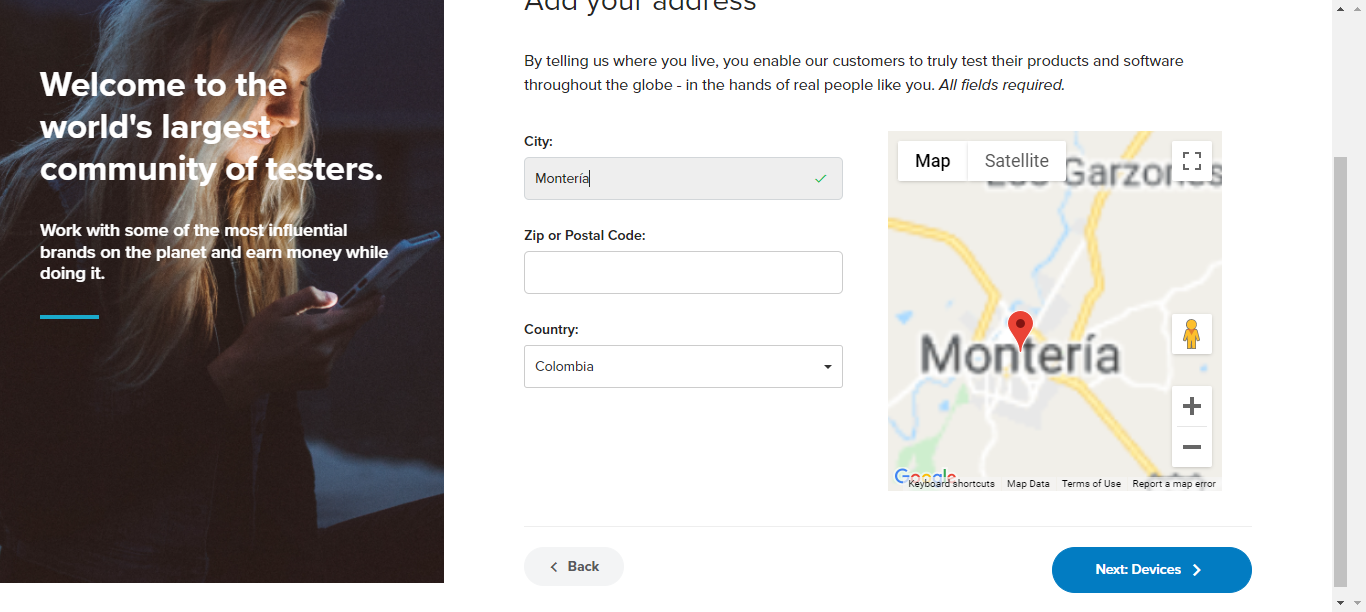 Add your address
Welcome to the
world's largest
community of testers.
Work with some of the most influential
brands on the planet and earn money while
doing it.
By telling us where you live, you enable our customers to truly test their products and software
throughout the globe - in the hands of real people like you. All fields required.
City:
Montería
Zip or Postal Code:
Country:
Colombia
Map
Satellite
Garzones
Montería
Google
Keyboard shortcuts
Map Data
Terms of Use
Report a map error
Back
Next: Devices